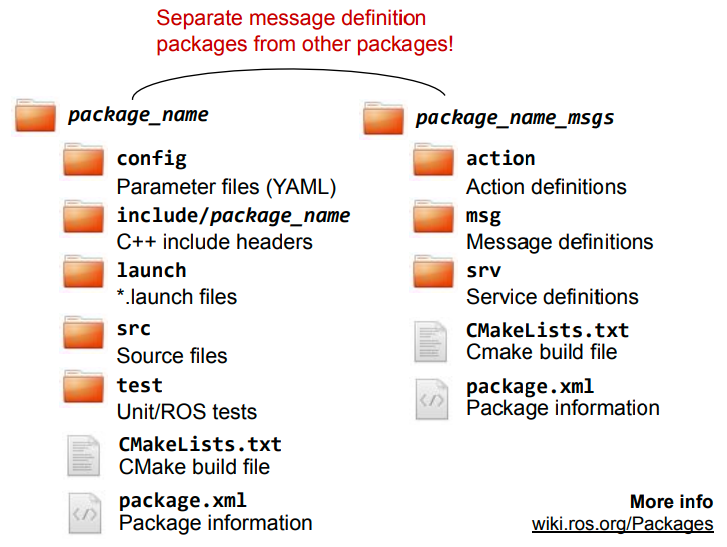 Separate message definition
packages from other packages!
package_name
config
Parameter files (YAML)
include/package_name
C++ include headers
launch
*.launch files
src
Source files
test
Unit/ROS tests
CMakeLists.txt
CMake build file
package.xml
Package information
package_name_msgs
action
Action definitions
msg
Message definitions
srv
Service definitions
CMakeLists.txt
Cmake build file
package.xml
Package information
More info
wiki.ros.org/Packages